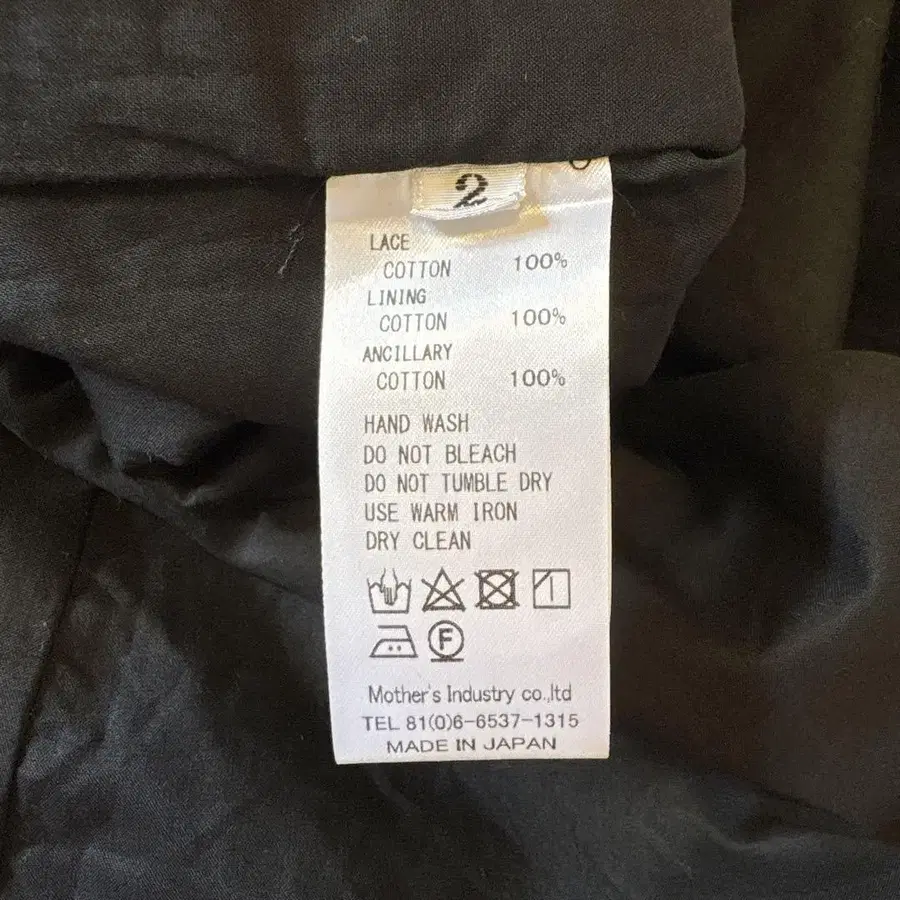 2
LACE
COTTON 100%
LINING
COTTON 100%
ANCILLARY
COTTON 100%
HAND WASH
DO NOT BLEACH
DO NOT TUMBLE DRY
USE WARM IRON
DRY CLEAN
F
Mother's Industry co.,ltd
TEL 81(0)6-6537-1315
MADE IN JAPAN